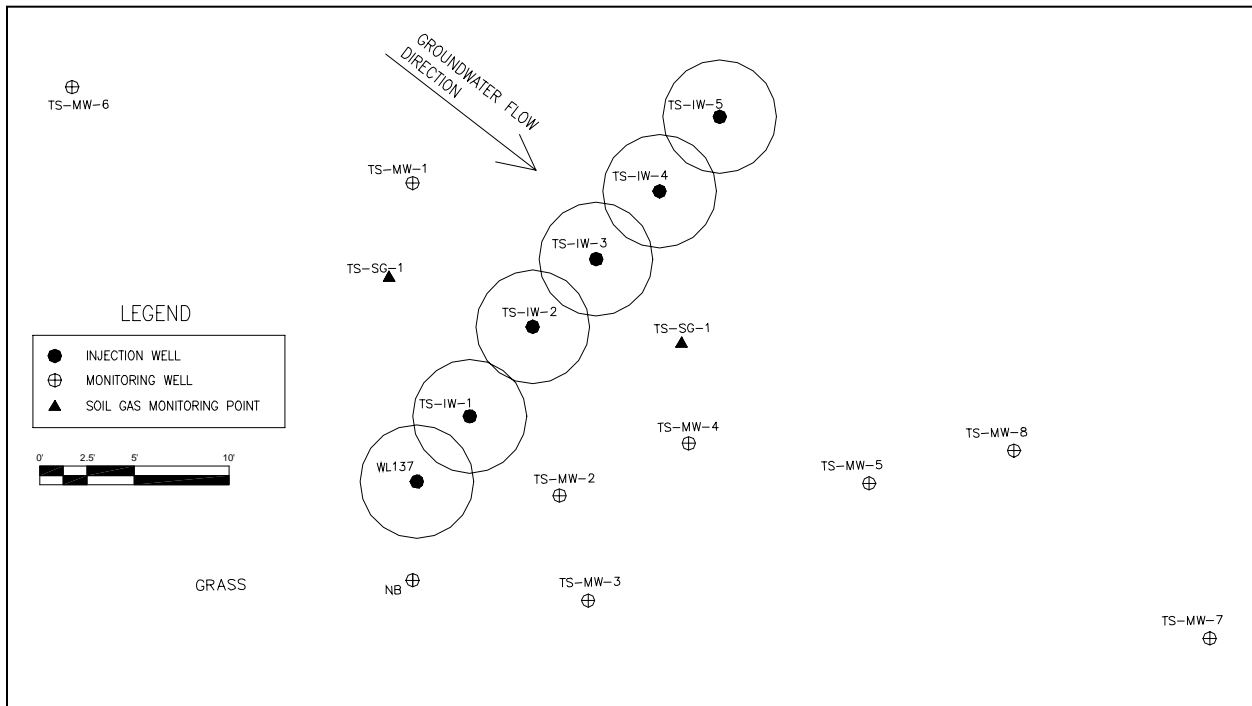 GROUNDWATER FLOW
DIRECTION
TS-MW-6
TS-IW-5
TS-MW-1
TS-IW-4
TS-IW-3
TS-SG-1
TS-IW-2
TS-SG-1
LEGEND
INJECTION WELL
MONITORING WELL
SOIL GAS MONITORING POINT
TS-IW-1
TS-MW-4
TS-MW-8
0' 2.5' 5' 10'
WL137
TS-MW-5
TS-MW-2
GRASS
NB
TS-MW-3
TS-MW-7